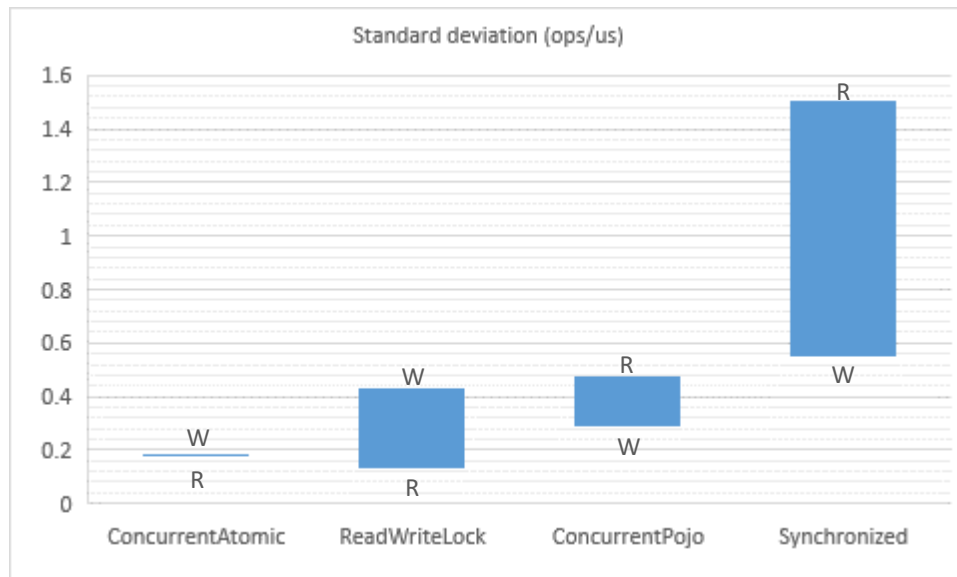 Standard deviation (ops/us)
1.6
R
1.4
1.2
1
0.8
0.6
W
0.4
W
R
W
0.2
W
R
R
0
ConcurrentAtomic
ReadWriteLock
ConcurrentPojo
Synchronized